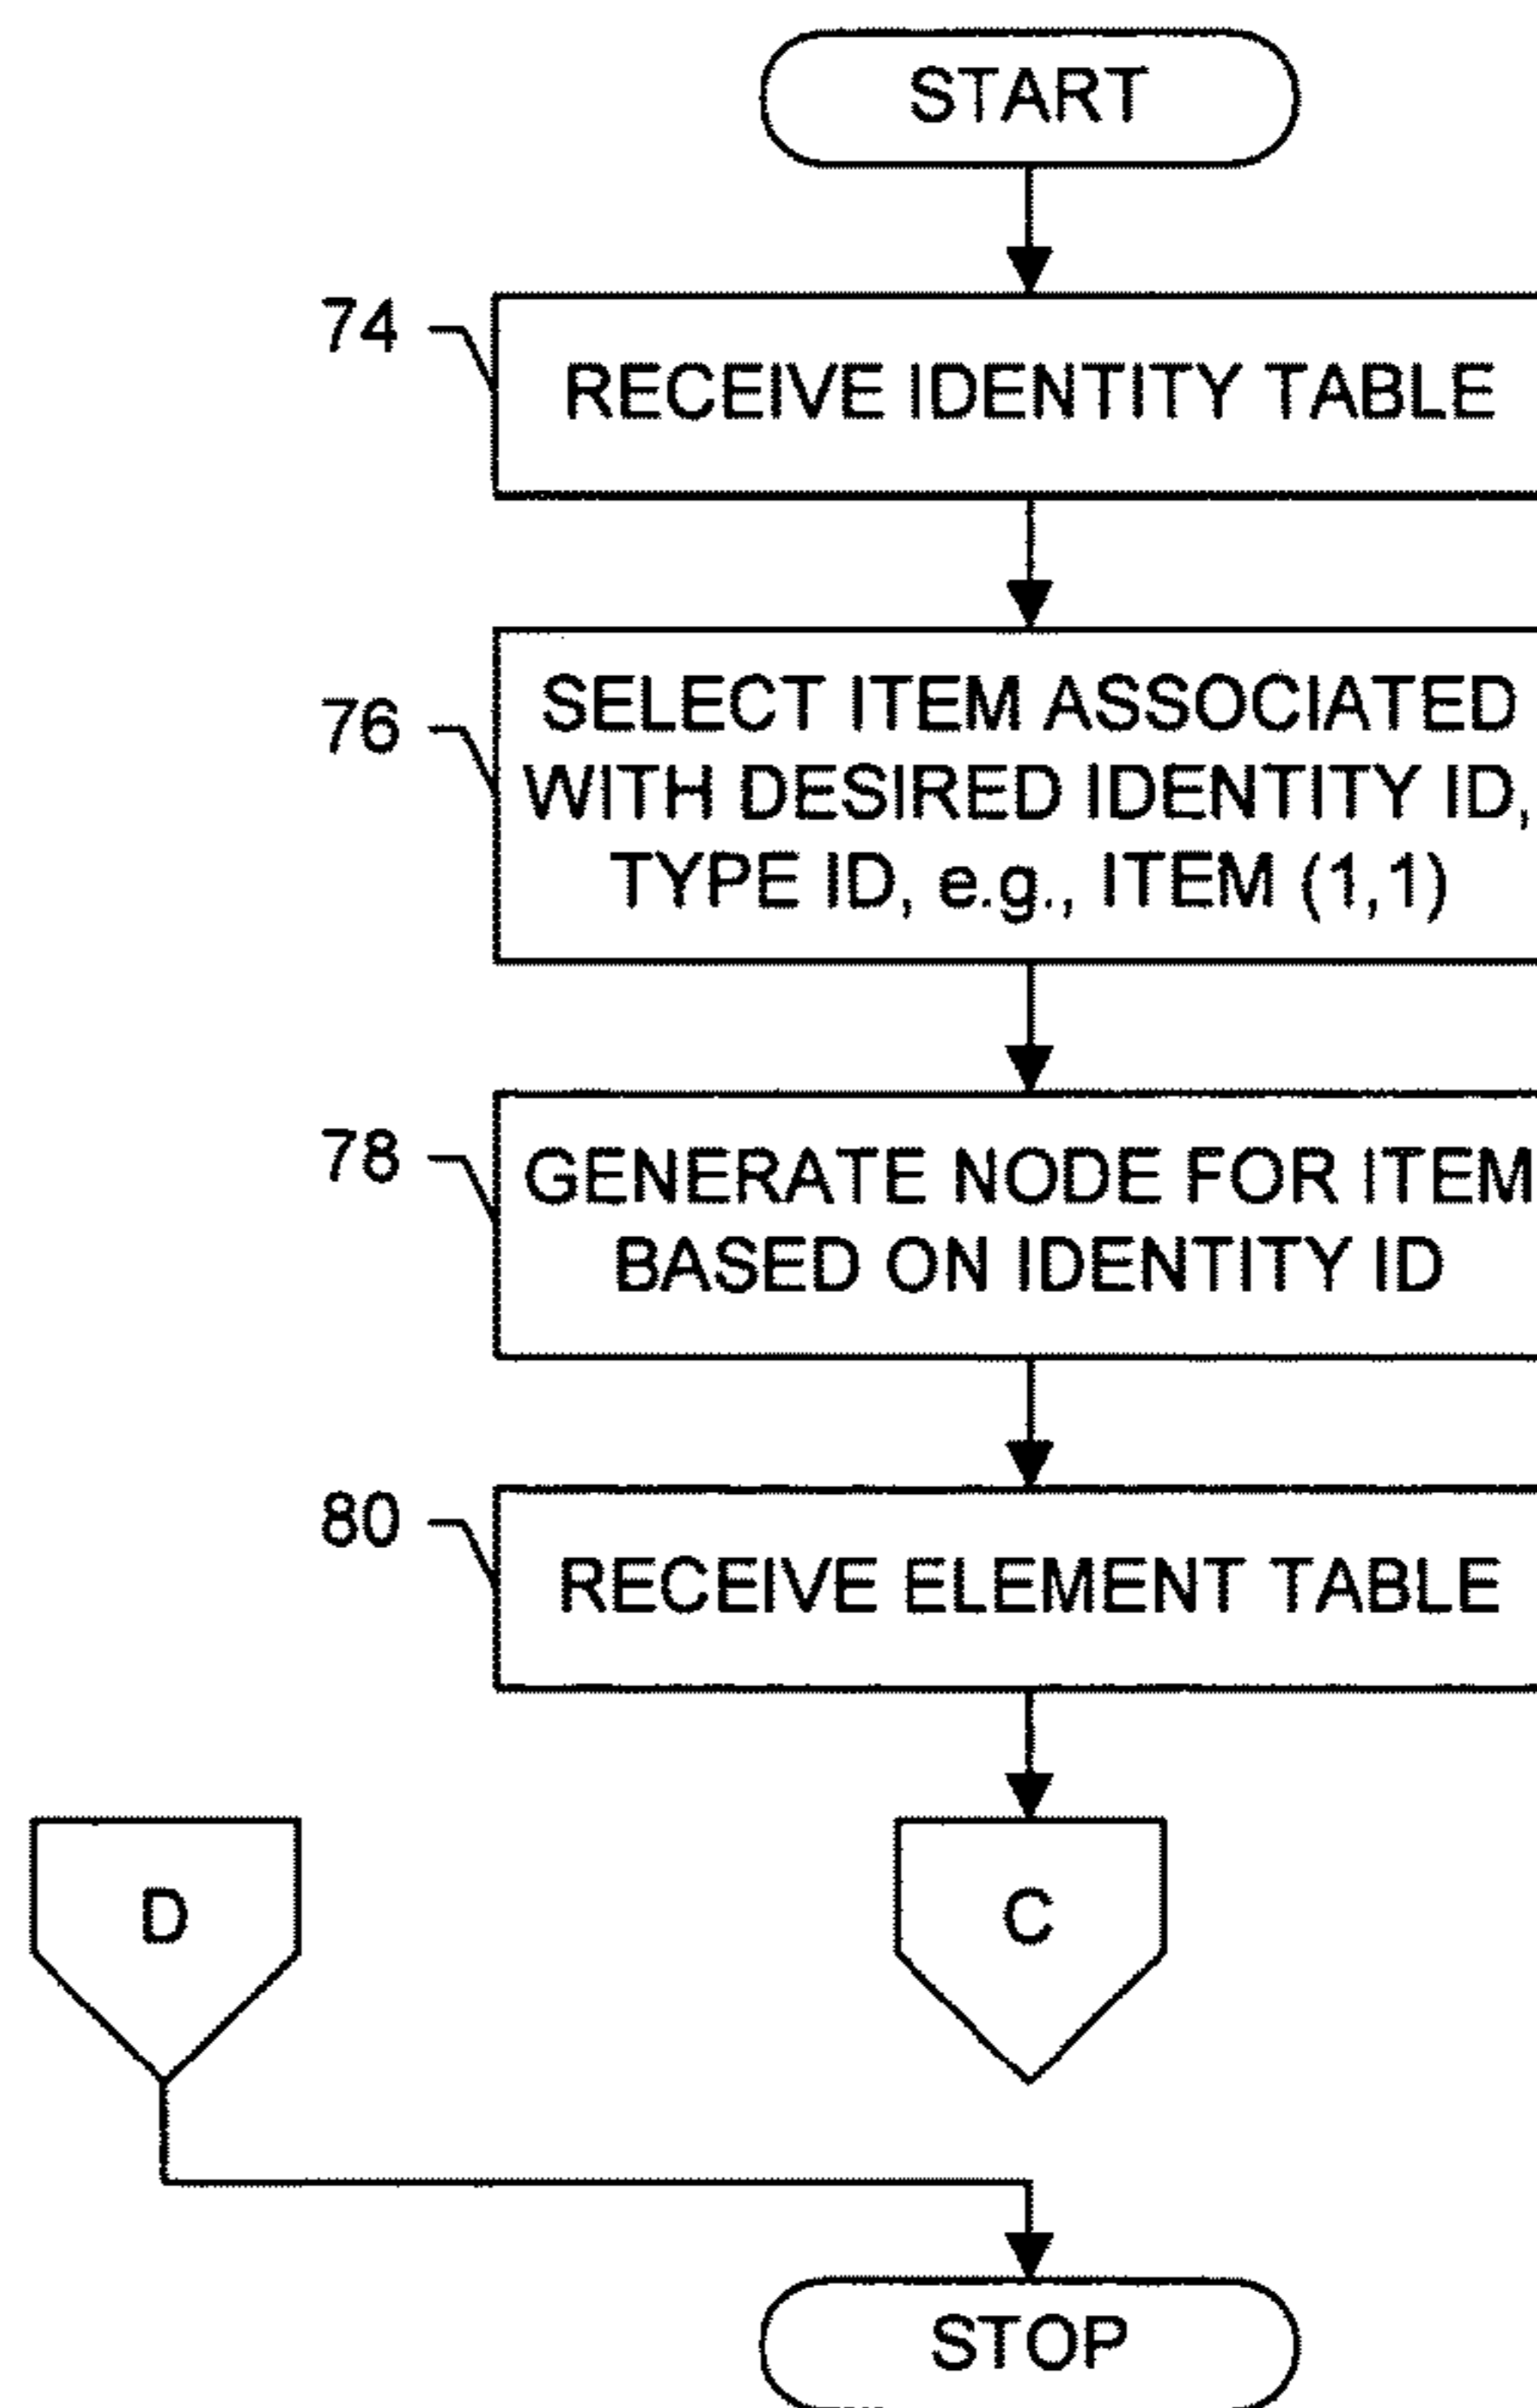 START
74
RECEIVE IDENTITY TABLE
76
SELECT ITEM ASSOCIATED
WITH DESIRED IDENTITY ID,
TYPE ID, e.g., ITEM (1,1)
78
GENERATE NODE FOR ITEM
BASED ON IDENTITY ID
80
RECEIVE ELEMENT TABLE
D
C
STOP